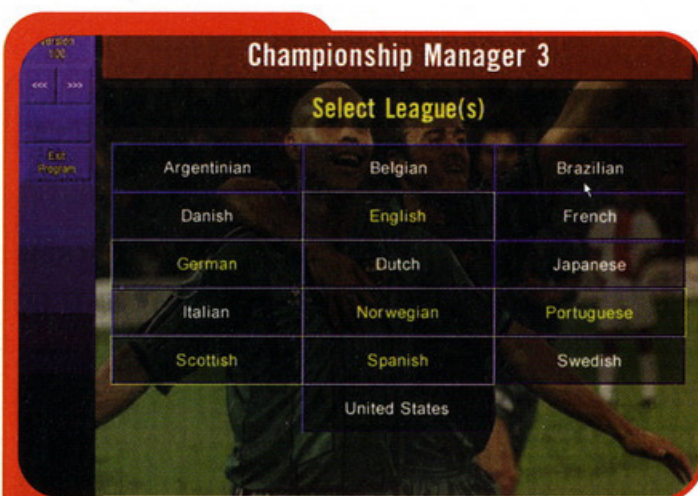 Version
1.00
Championship Manager 3
<<< >>>
Select League(s)
Exit
Program
Argentinian Belgian Brazilian
Danish English French
German Dutch Japanese
Italian Norwegian Portuguese
Scottish Spanish Swedish
United States